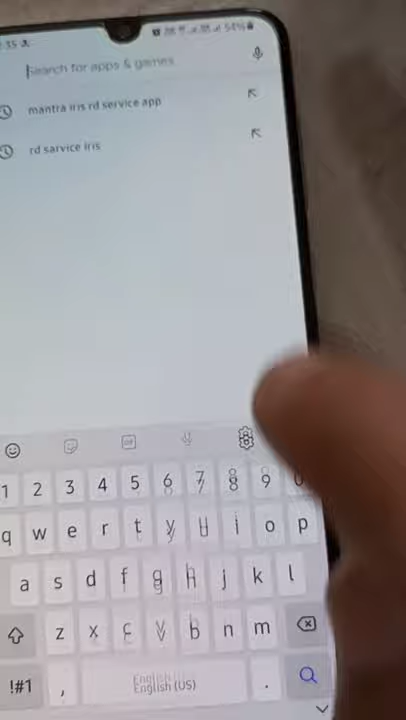 54%
Search for apps & games
mantra iris rd service app
rd sarvice iris
1 2 3 4 5 6 7 8 9 0
q w e r t y u i o p
a s d f g h j k l
z x c v b n m
!#1 , English (US) .